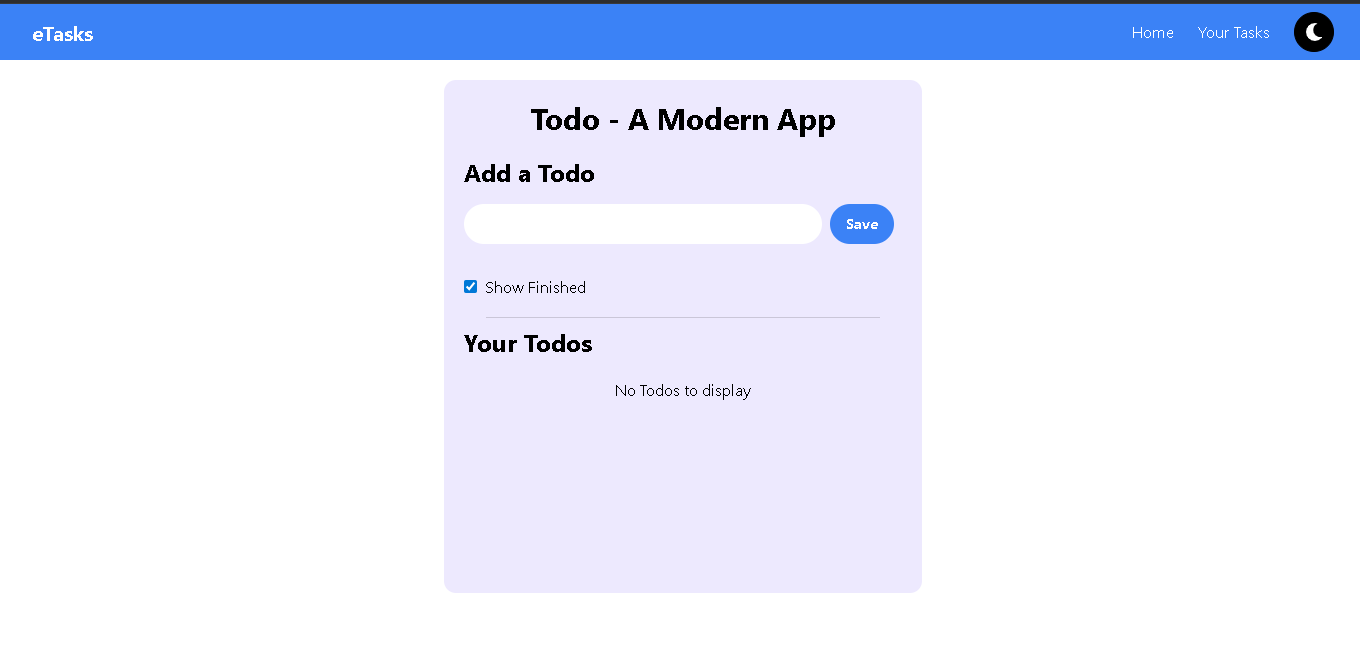 eTasks
Home
Your Tasks
Todo - A Modern App
Add a Todo
Save
Show Finished
Your Todos
No Todos to display